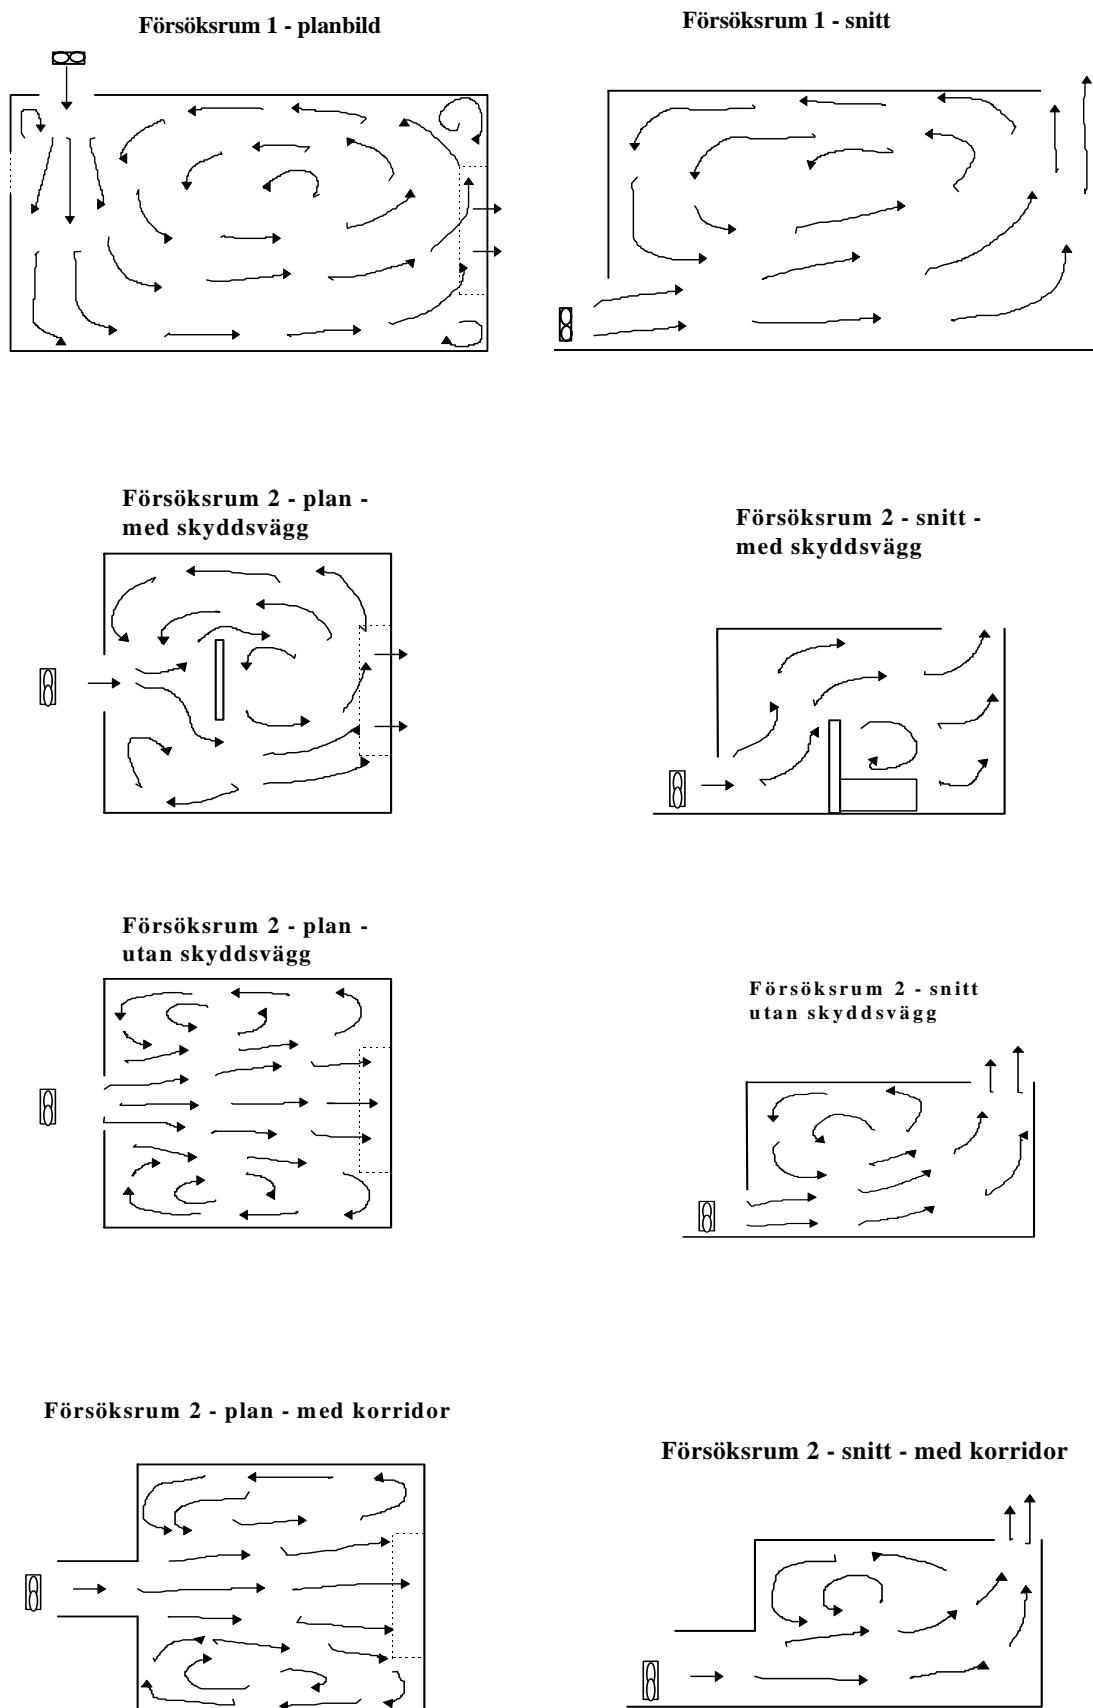 Försöksrum 1 - planbild
Försöksrum 1 - snitt
Försöksrum 2 - plan -
med skyddsvägg
Försöksrum 2 - snitt -
med skyddsvägg
Försöksrum 2 - plan -
utan skyddsvägg
Försöksrum 2 - snitt
utan skyddsvägg
Försöksrum 2 - plan - med korridor
Försöksrum 2 - snitt - med korridor